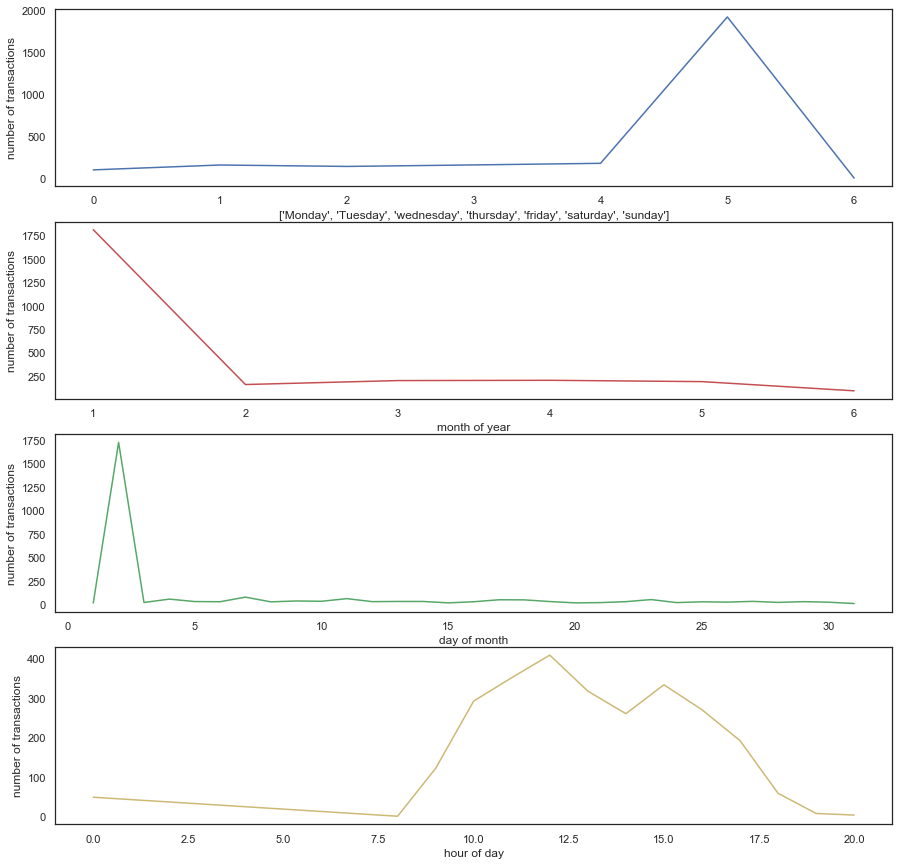 number of transactions
2000
1500
1000
500
0
0 1 2 3 4 5 6
['Monday', 'Tuesday', 'wednesday', 'thursday', 'friday', 'saturday', 'sunday']
number of transactions
1750
1500
1250
1000
750
500
250
1 2 3 4 5 6
month of year
number of transactions
1750
1500
1250
1000
750
500
250
0
0 5 10 15 20 25 30
day of month
number of transactions
400
300
200
100
0
0.0 2.5 5.0 7.5 10.0 12.5 15.0 17.5 20.0
hour of day